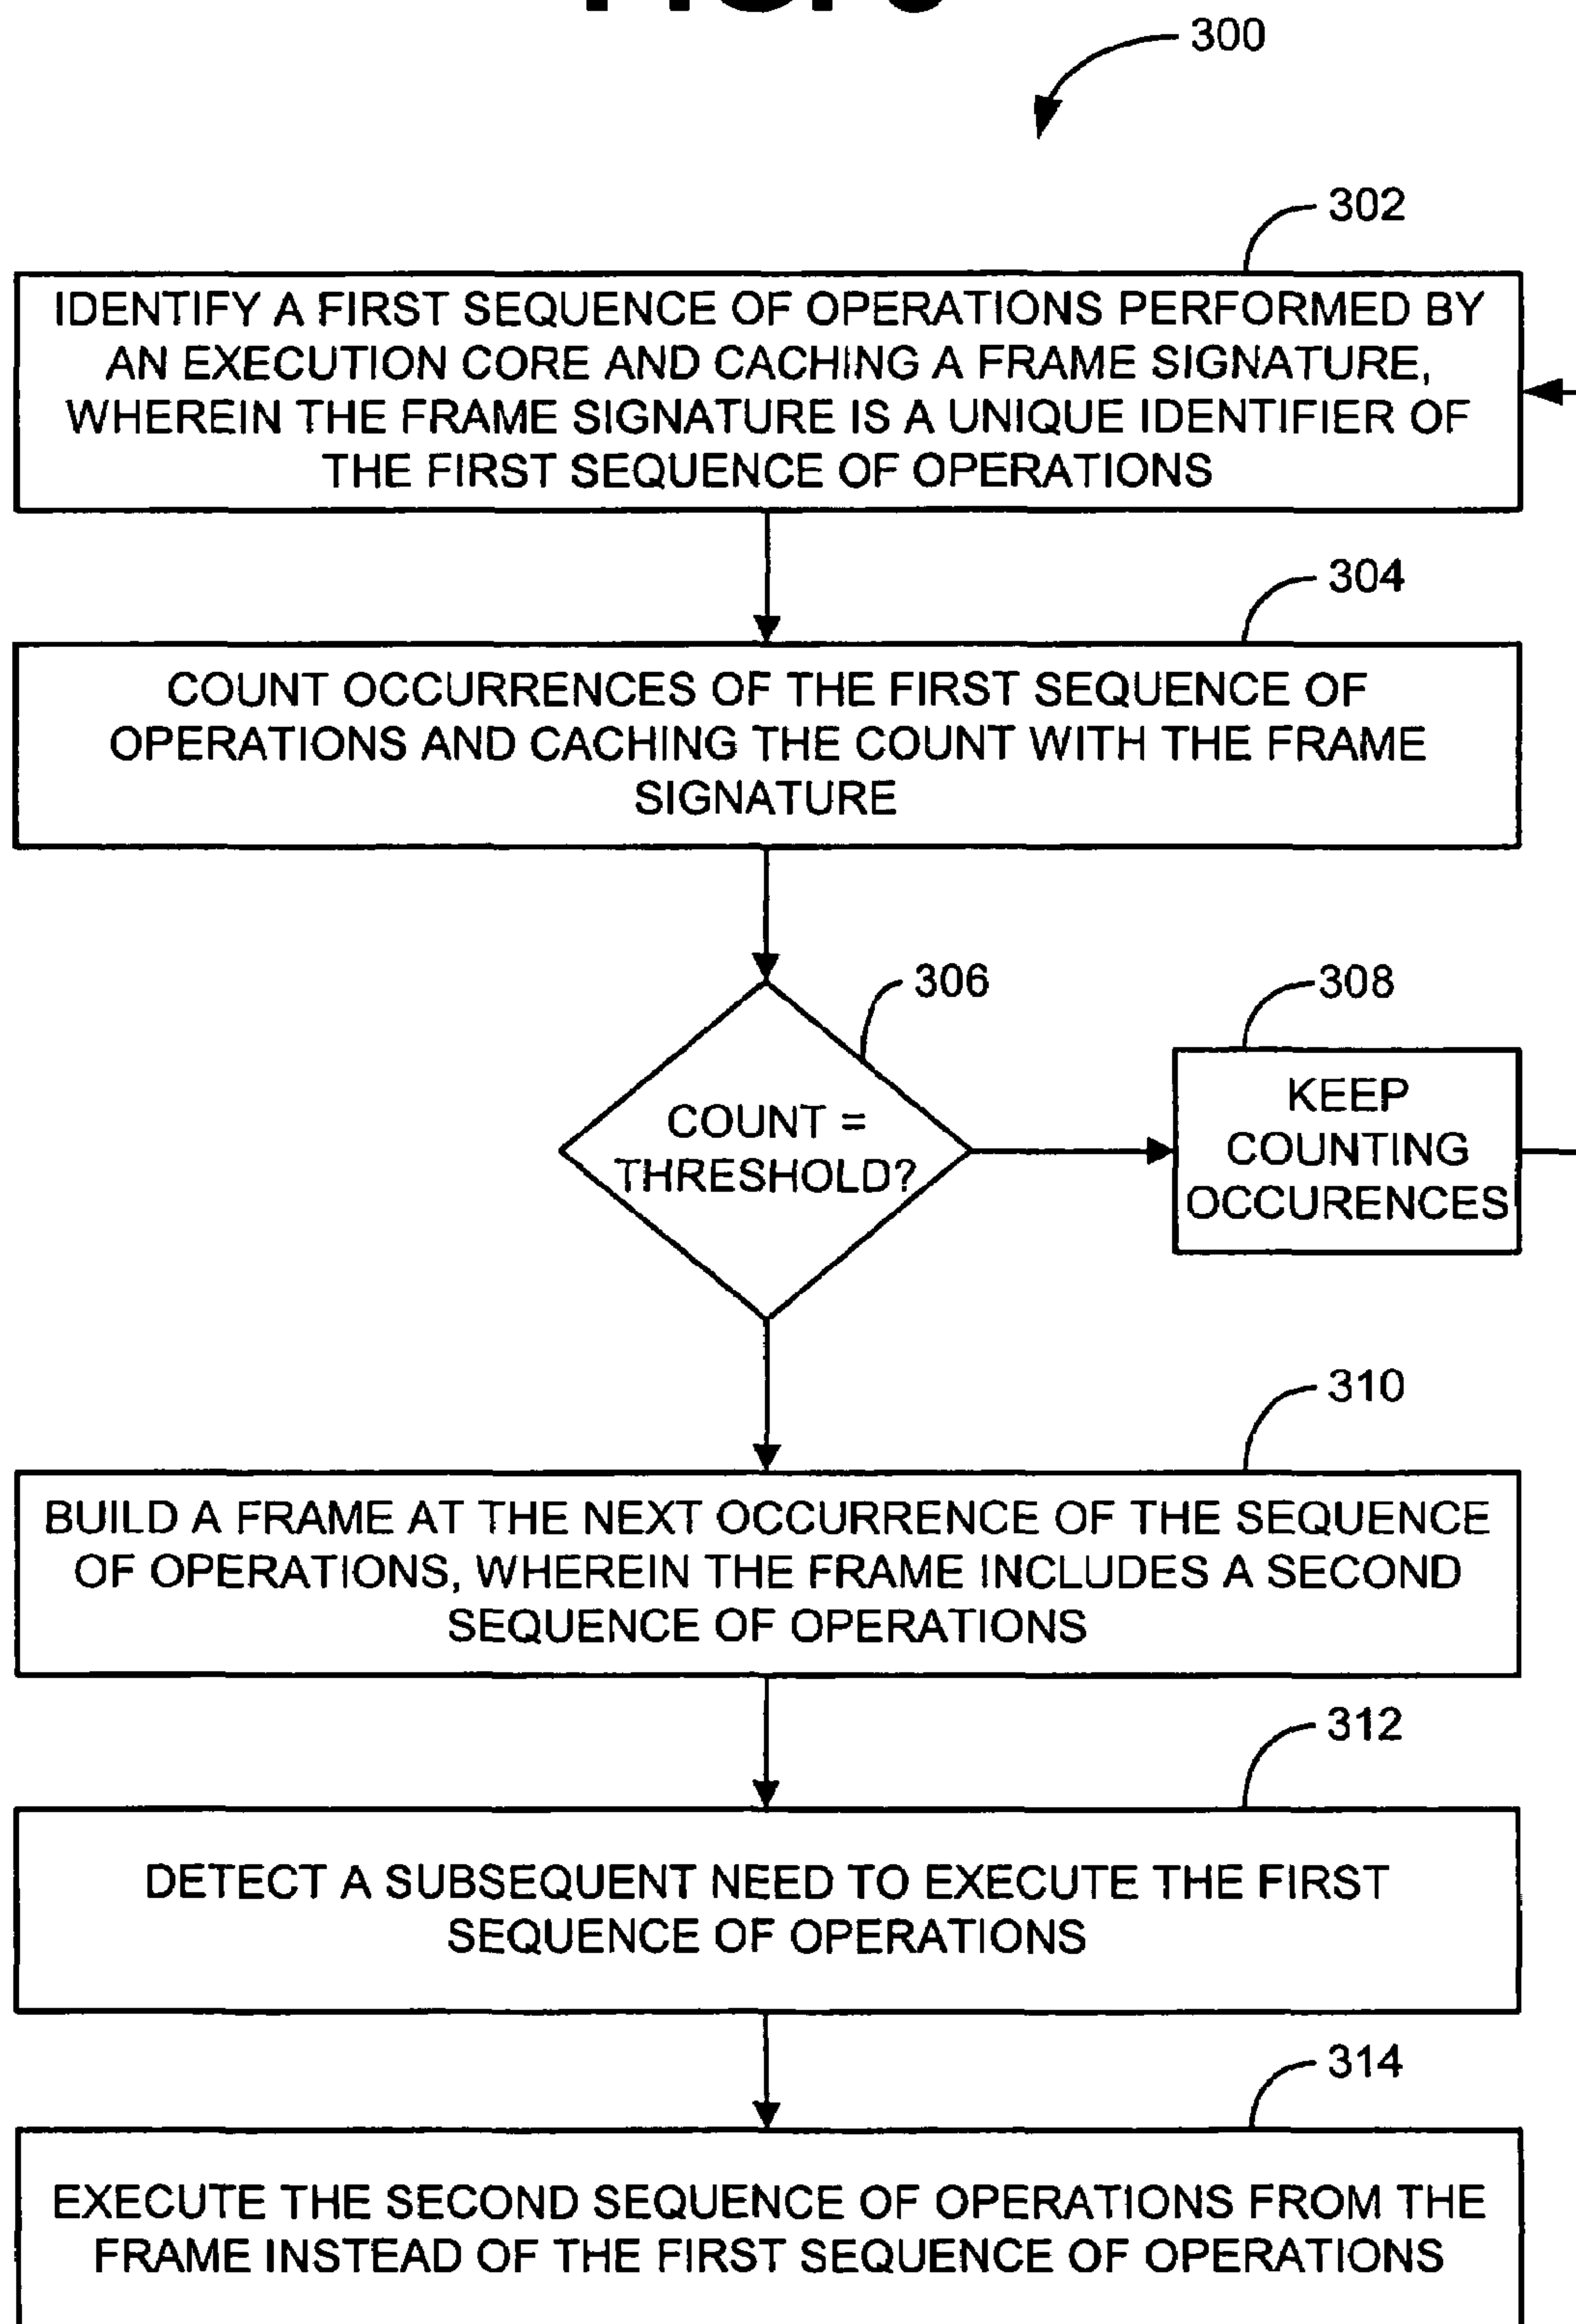 300
302
IDENTIFY A FIRST SEQUENCE OF OPERATIONS PERFORMED BY
AN EXECUTION CORE AND CACHING A FRAME SIGNATURE,
WHEREIN THE FRAME SIGNATURE IS A UNIQUE IDENTIFIER OF
THE FIRST SEQUENCE OF OPERATIONS
304
COUNT OCCURRENCES OF THE FIRST SEQUENCE OF
OPERATIONS AND CACHING THE COUNT WITH THE FRAME
SIGNATURE
306
COUNT =
THRESHOLD?
308
KEEP
COUNTING
OCCURENCES
310
BUILD A FRAME AT THE NEXT OCCURRENCE OF THE SEQUENCE
OF OPERATIONS, WHEREIN THE FRAME INCLUDES A SECOND
SEQUENCE OF OPERATIONS
312
DETECT A SUBSEQUENT NEED TO EXECUTE THE FIRST
SEQUENCE OF OPERATIONS
314
EXECUTE THE SECOND SEQUENCE OF OPERATIONS FROM THE
FRAME INSTEAD OF THE FIRST SEQUENCE OF OPERATIONS